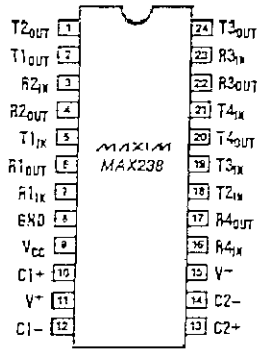 T2OUT 1 24 T3OUT
T1OUT 2 23 R3IN
R2IN 3 22 R3OUT
R2OUT 4 21 T4IN
T1IN 5 20 T4OUT
MAXIM
R1OUT 6 19 T3IN
MAX238
R1IN 7 18 T2IN
GND 8 17 R4OUT
VCC 9 16 R4IN
C1+ 10 15 V-
V+ 11 14 C2-
C1- 12 13 C2+